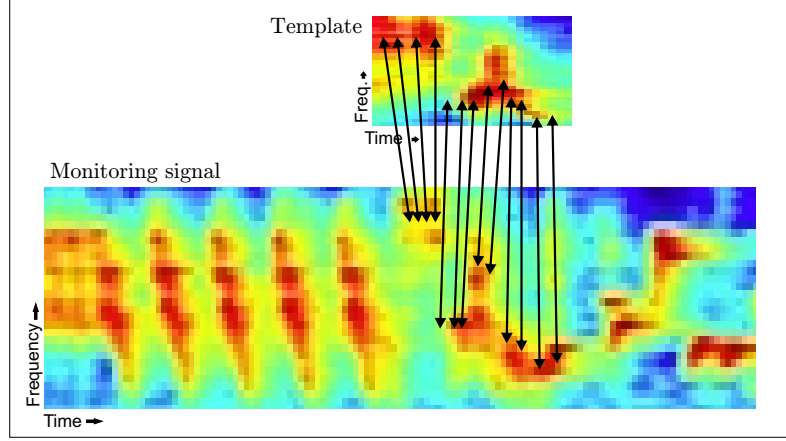 Template
Freq.
Time
Monitoring signal
Frequency
Time